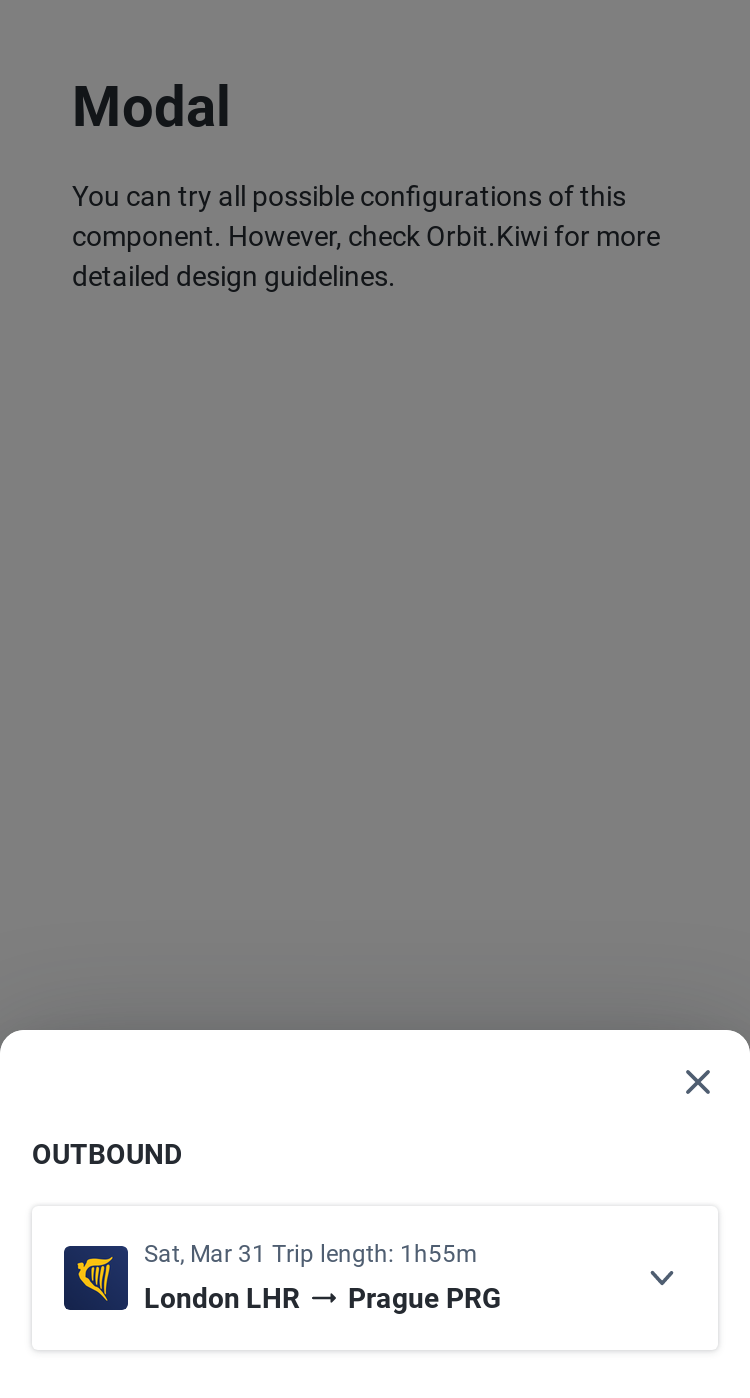 Modal
You can try all possible configurations of this
component. However, check Orbit.Kiwi for more
detailed design guidelines.
OUTBOUND
Sat, Mar 31 Trip length: 1h55m
London LHR → Prague PRG